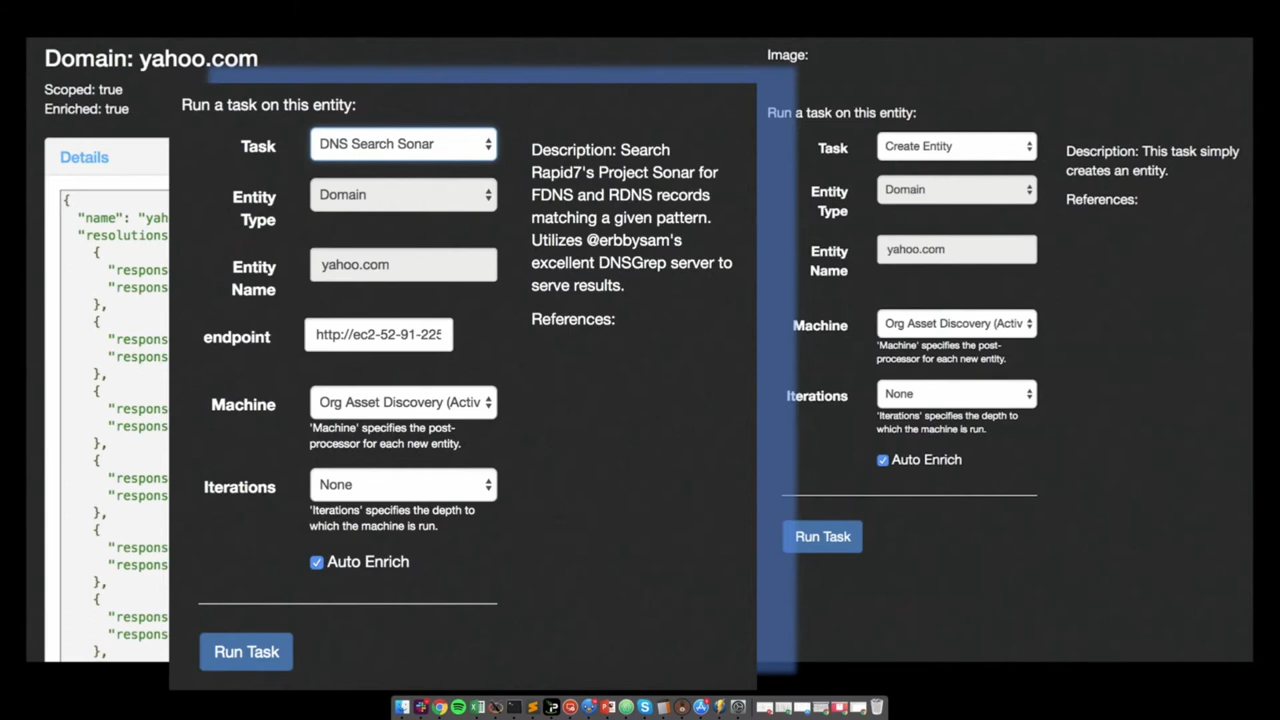 Domain: yahoo.com
Scoped: true
Enriched: true
Details
{
"name": "yah
"resolutions
{
"respons
"respons
},
{
"respons
"respons
},
{
"respons
"respons
},
{
"respons
"respons
},
{
"respons
"respons
},
{
"respons
"respons
},
Run a task on this entity:
Task
DNS Search Sonar
Entity
Type
Domain
Entity
Name
yahoo.com
endpoint
http://ec2-52-91-225
Machine
Org Asset Discovery (Activ
'Machine' specifies the post-
processor for each new entity.
Iterations
None
'Iterations' specifies the depth to
which the machine is run.
Auto Enrich
Run Task
Description: Search
Rapid7's Project Sonar for
FDNS and RDNS records
matching a given pattern.
Utilizes @erbbysam's
excellent DNSGrep server to
serve results.
References:
Image:
Run a task on this entity:
Task
Create Entity
Entity
Type
Domain
Entity
Name
yahoo.com
Machine
Org Asset Discovery (Activ
'Machine' specifies the post-
processor for each new entity.
Iterations
None
'Iterations' specifies the depth to
which the machine is run.
Auto Enrich
Run Task
Description: This task simply
creates an entity.
References: